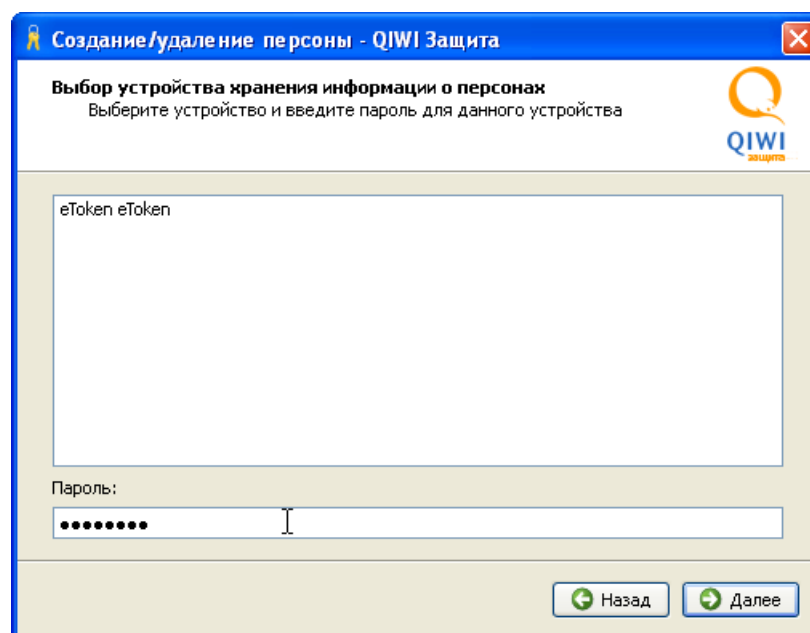 Создание/удаление персоны - QIWI Защита
Выбор устройства хранения информации о персонах
Выберите устройство и введите пароль для данного устройства
QIWI
защита
eToken eToken
Пароль:
••••••••
Назад
Далее